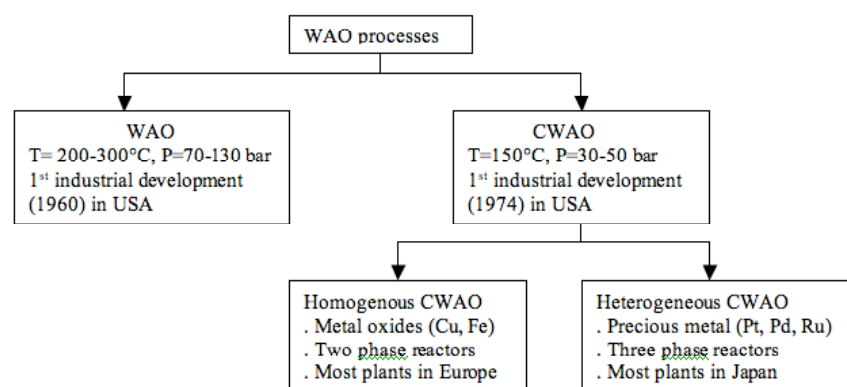 WAO processes
WAO
T= 200-300°C, P=70-130 bar
1st industrial development
(1960) in USA
CWAO
T=150°C, P=30-50 bar
1st industrial development
(1974) in USA
Homogenous CWAO
. Metal oxides (Cu, Fe)
. Two phase reactors
. Most plants in Europe
Heterogeneous CWAO
. Precious metal (Pt, Pd, Ru)
. Three phase reactors
. Most plants in Japan